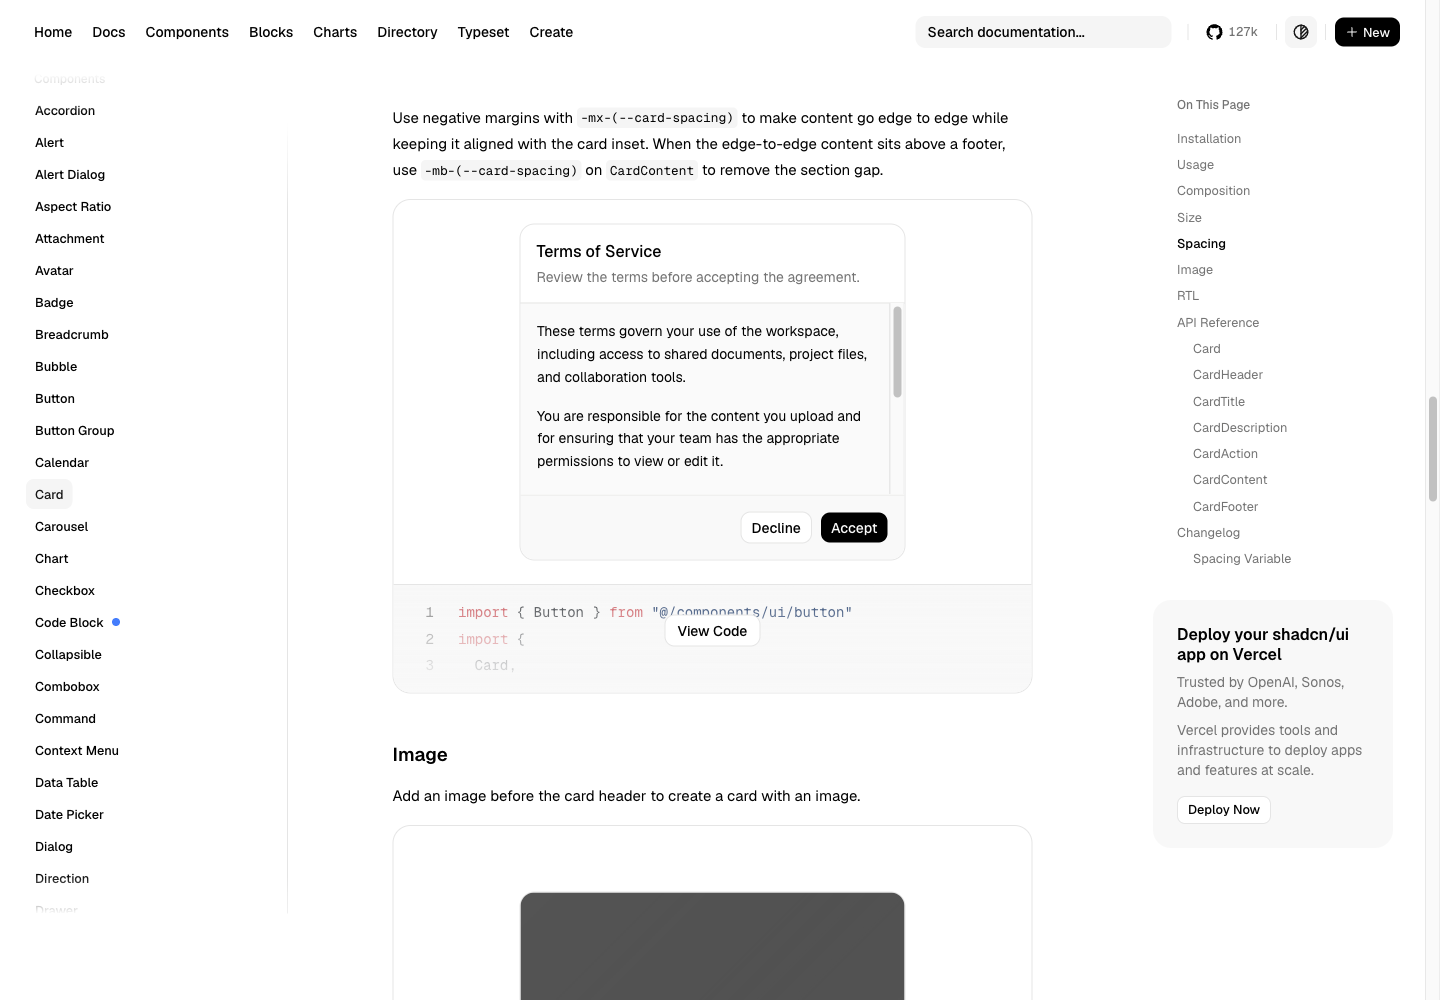 Home Docs Components Blocks Charts Directory Typeset Create
Search documentation...
127k
New
Components
Accordion
Alert
Alert Dialog
Aspect Ratio
Attachment
Avatar
Badge
Breadcrumb
Bubble
Button
Button Group
Calendar
Card
Carousel
Chart
Checkbox
Code Block
Collapsible
Combobox
Command
Context Menu
Data Table
Date Picker
Dialog
Direction
Drawer
Use negative margins with -mx-(--card-spacing) to make content go edge to edge while
keeping it aligned with the card inset. When the edge-to-edge content sits above a footer,
use -mb-(--card-spacing) on CardContent to remove the section gap.
Terms of Service
Review the terms before accepting the agreement.
These terms govern your use of the workspace,
including access to shared documents, project files,
and collaboration tools.
You are responsible for the content you upload and
for ensuring that your team has the appropriate
permissions to view or edit it.
Decline
Accept
1 import { Button } from "@/components/ui/button"
View Code
2 import {
3 Card,
Image
Add an image before the card header to create a card with an image.
On This Page
Installation
Usage
Composition
Size
Spacing
Image
RTL
API Reference
Card
CardHeader
CardTitle
CardDescription
CardAction
CardContent
CardFooter
Changelog
Spacing Variable
Deploy your shadcn/ui
app on Vercel
Trusted by OpenAI, Sonos,
Adobe, and more.
Vercel provides tools and
infrastructure to deploy apps
and features at scale.
Deploy Now